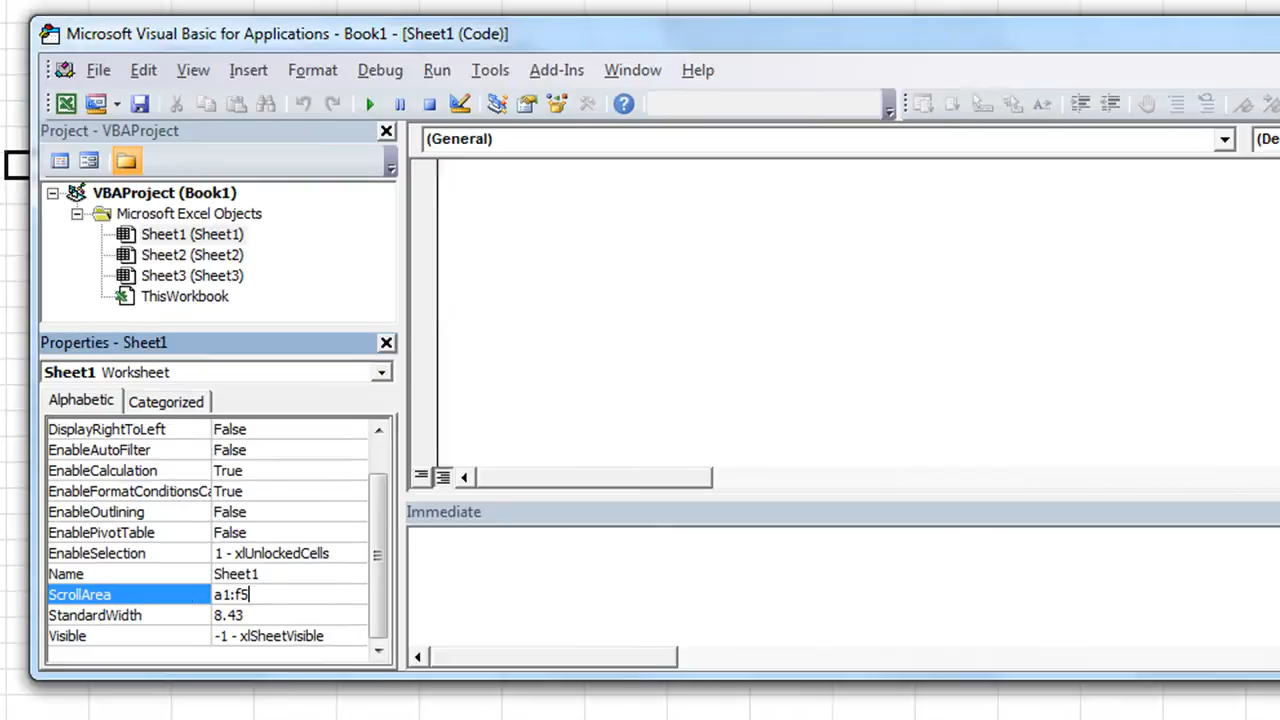 Microsoft Visual Basic for Applications - Book1 - [Sheet1 (Code)]
File Edit View Insert Format Debug Run Tools Add-Ins Window Help
Project - VBAProject
(General) (De
VBAProject (Book1)
Microsoft Excel Objects
Sheet1 (Sheet1)
Sheet2 (Sheet2)
Sheet3 (Sheet3)
ThisWorkbook
Properties - Sheet1
Sheet1 Worksheet
Alphabetic Categorized
DisplayRightToLeft False
EnableAutoFilter False
EnableCalculation True
EnableFormatConditionsCa True
EnableOutlining False
EnablePivotTable False
EnableSelection 1 - xlUnlockedCells
Name Sheet1
ScrollArea a1:f5
StandardWidth 8.43
Visible -1 - xlSheetVisible
Immediate